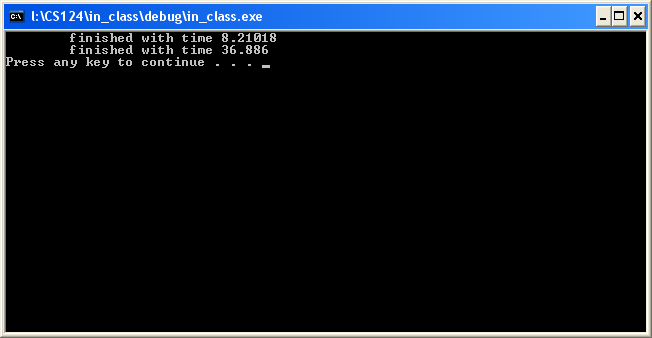 I:\CS124\in_class\debug\in_class.exe
finished with time 8.21018
finished with time 36.886
Press any key to continue . . .